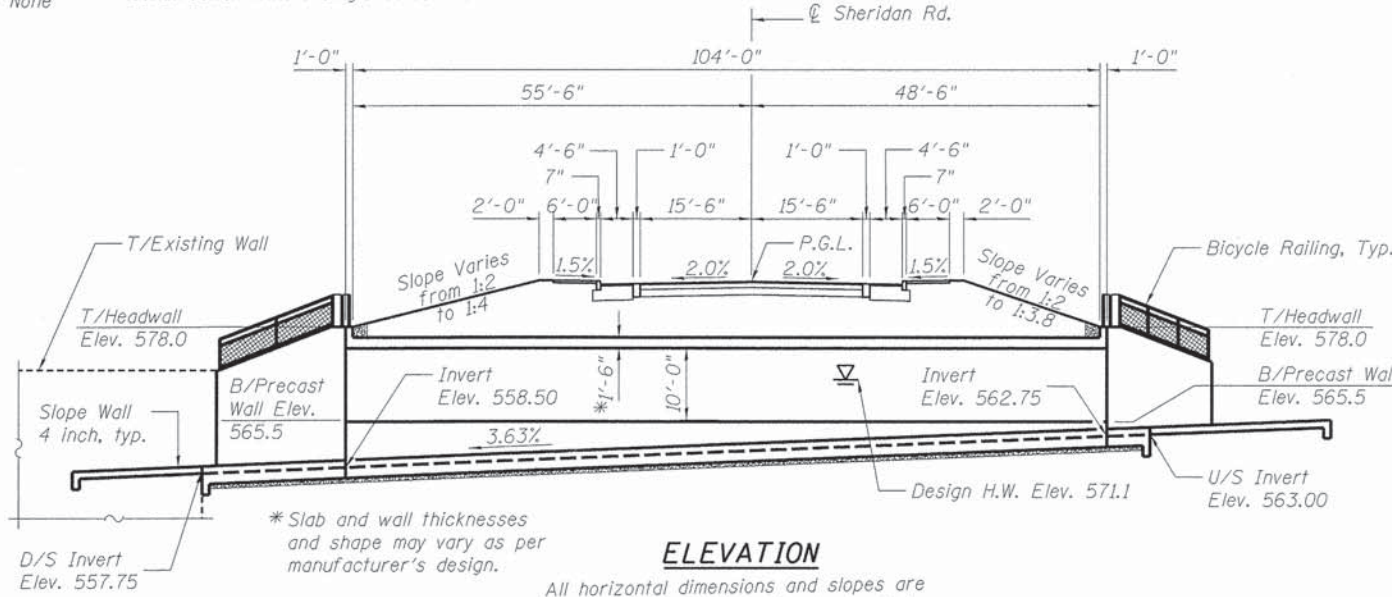 None
℄ Sheridan Rd.
1'-0"
104'-0"
1'-0"
55'-6"
48'-6"
4'-6"
1'-0"
1'-0"
4'-6"
7"
7"
2'-0"
6'-0"
15'-6"
15'-6"
6'-0"
2'-0"
T/Existing Wall
P.G.L.
Bicycle Railing, Typ.
1.5%
2.0%
2.0%
1.5%
Slope Varies
from 1:2
to 1:4
Slope Varies
from 1:2
to 1:3.8
T/Headwall
Elev. 578.0
T/Headwall
Elev. 578.0
B/Precast
Wall Elev.
565.5
Invert
Elev. 558.50
*1'-6"
10'-0"
Invert
Elev. 562.75
B/Precast Wal
Elev. 565.5
Slope Wall
4 inch, typ.
3.63%
Design H.W. Elev. 571.1
U/S Invert
Elev. 563.00
* Slab and wall thicknesses
and shape may vary as per
manufacturer's design.
D/S Invert
Elev. 557.75
ELEVATION
All horizontal dimensions and slopes are